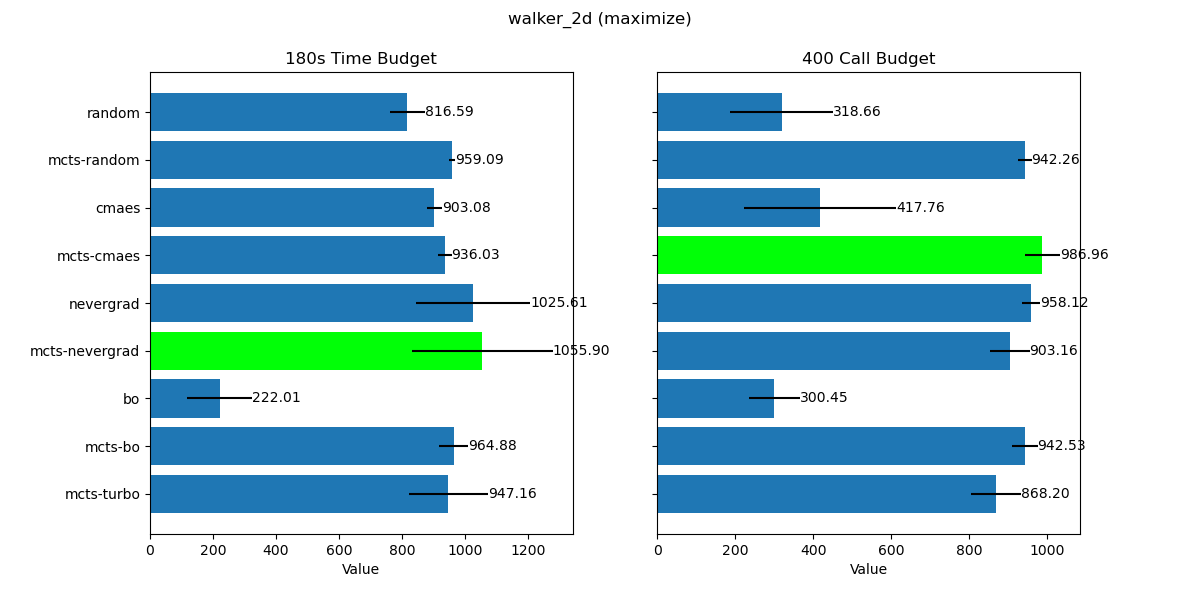 walker_2d (maximize)
180s Time Budget
400 Call Budget
random
816.59
318.66
mcts-random
959.09
942.26
cmaes
903.08
417.76
mcts-cmaes
936.03
986.96
nevergrad
1025.61
958.12
mcts-nevergrad
1055.90
903.16
bo
222.01
300.45
mcts-bo
964.88
942.53
mcts-turbo
947.16
868.20
0 200 400 600 800 1000 1200
0 200 400 600 800 1000
Value
Value